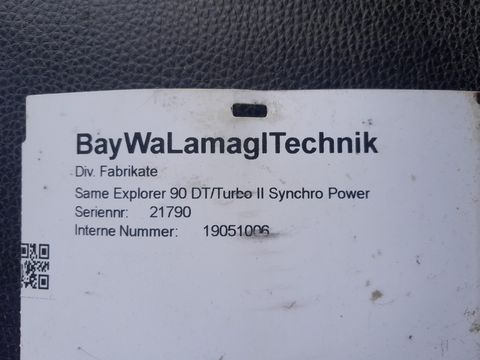 BayWaLamaglTechnik
Div. Fabrikate
Same Explorer 90 DT/Turbo II Synchro Power
Seriennr: 21790
Interne Nummer: 19051006